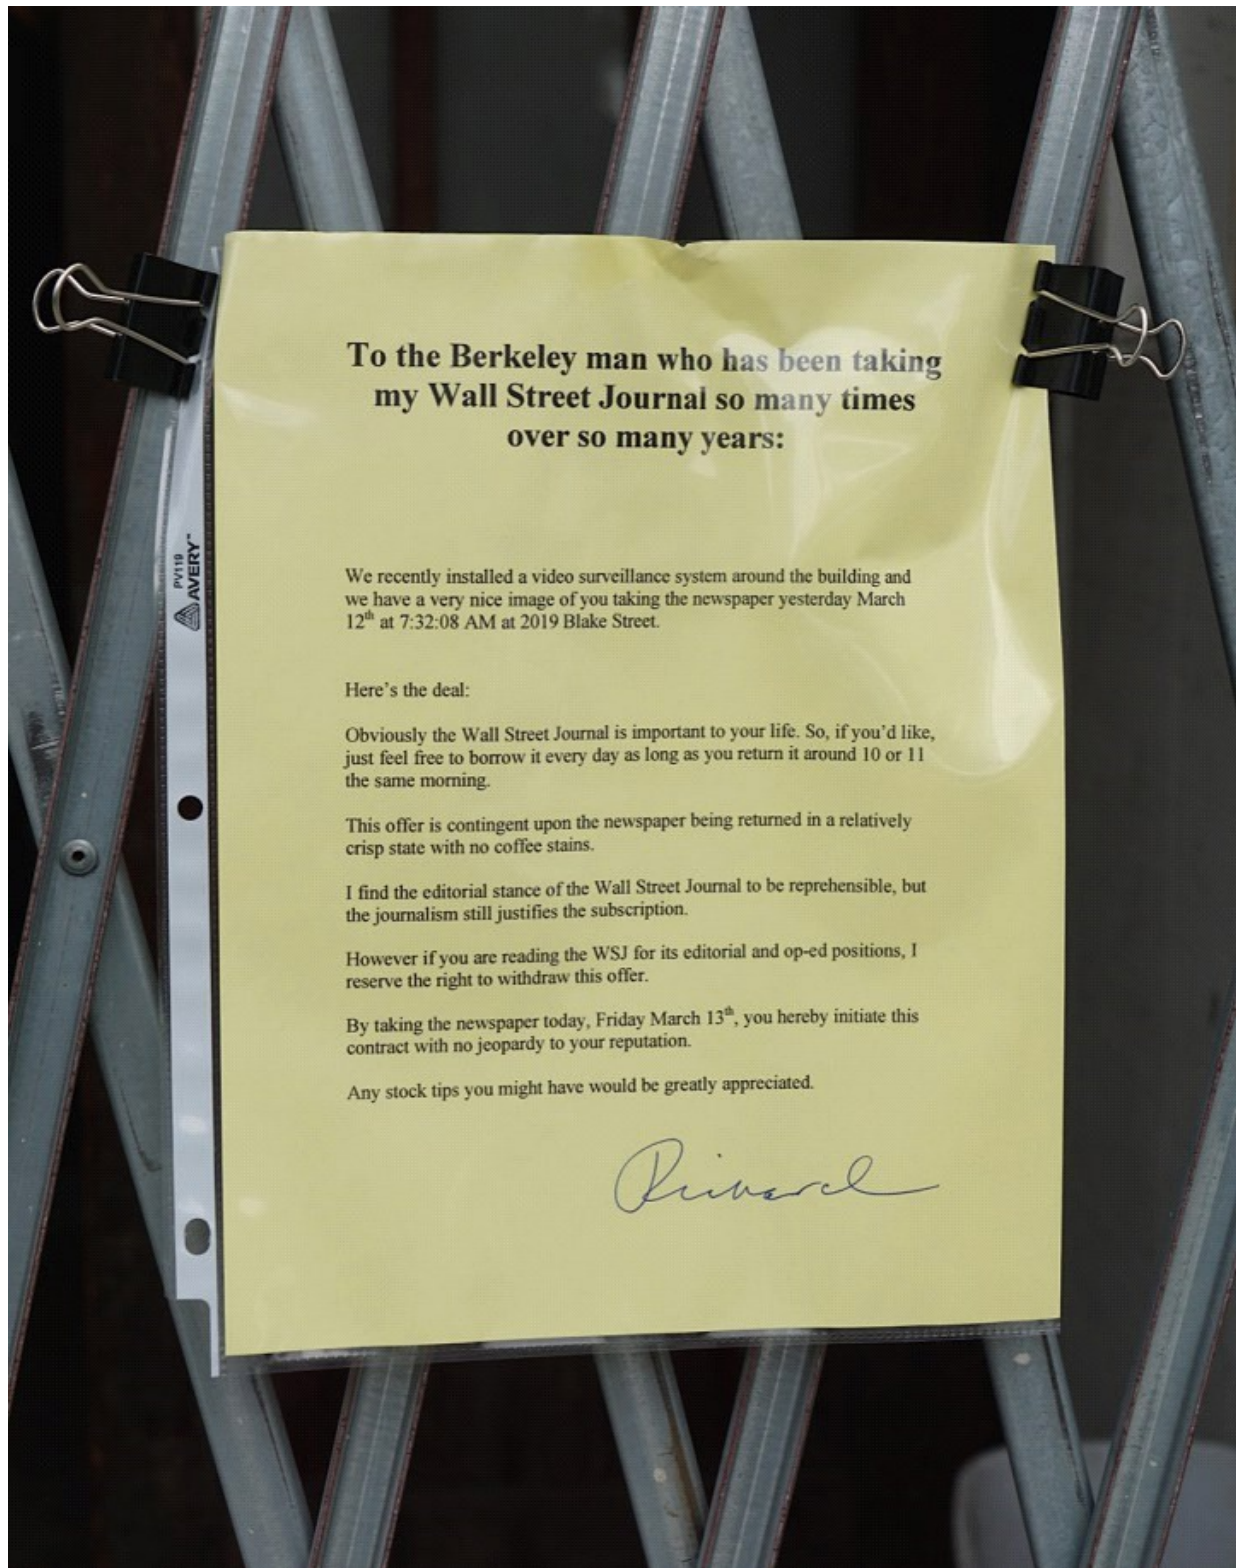 To the Berkeley man who has been taking
my Wall Street Journal so many times
over so many years:
We recently installed a video surveillance system around the building and
we have a very nice image of you taking the newspaper yesterday March
12th at 7:32:08 AM at 2019 Blake Street.
Here’s the deal:
Obviously the Wall Street Journal is important to your life. So, if you’d like,
just feel free to borrow it every day as long as you return it around 10 or 11
the same morning.
This offer is contingent upon the newspaper being returned in a relatively
crisp state with no coffee stains.
I find the editorial stance of the Wall Street Journal to be reprehensible, but
the journalism still justifies the subscription.
However if you are reading the WSJ for its editorial and op-ed positions, I
reserve the right to withdraw this offer.
By taking the newspaper today, Friday March 13th, you hereby initiate this
contract with no jeopardy to your reputation.
Any stock tips you might have would be greatly appreciated.
Richard
PV119
AVERY™